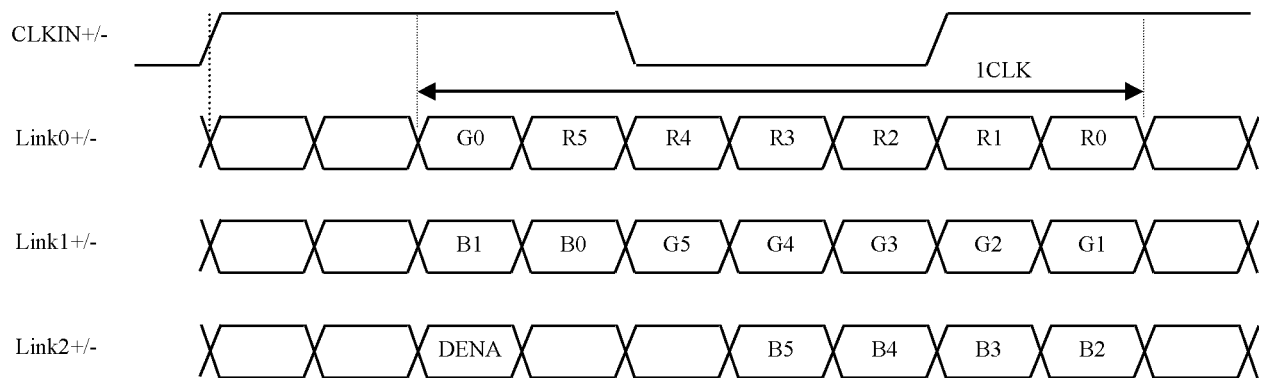 CLKIN+/-
1CLK
Link0+/- G0 R5 R4 R3 R2 R1 R0
Link1+/- B1 B0 G5 G4 G3 G2 G1
Link2+/- DENA B5 B4 B3 B2